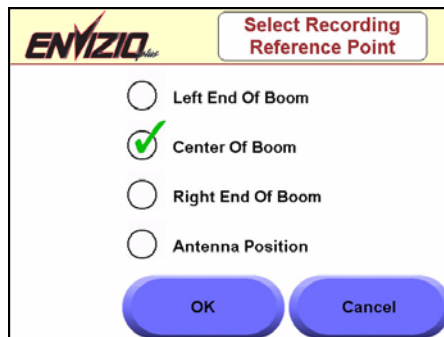 ENVIZIO plus
Select Recording
Reference Point
Left End Of Boom
Center Of Boom
Right End Of Boom
Antenna Position
OK
Cancel